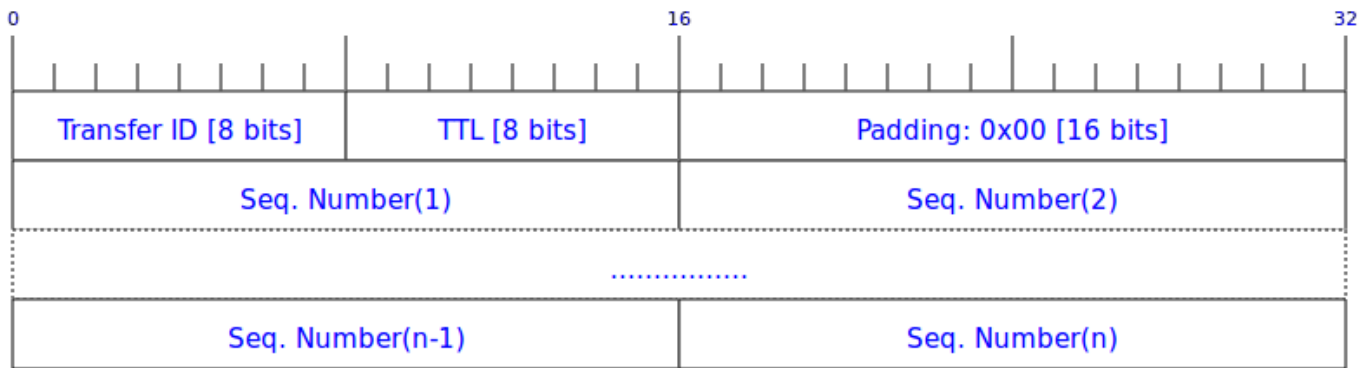 0 16 32
Transfer ID [8 bits] TTL [8 bits] Padding: 0x00 [16 bits]
Seq. Number(1) Seq. Number(2)
................
Seq. Number(n-1) Seq. Number(n)